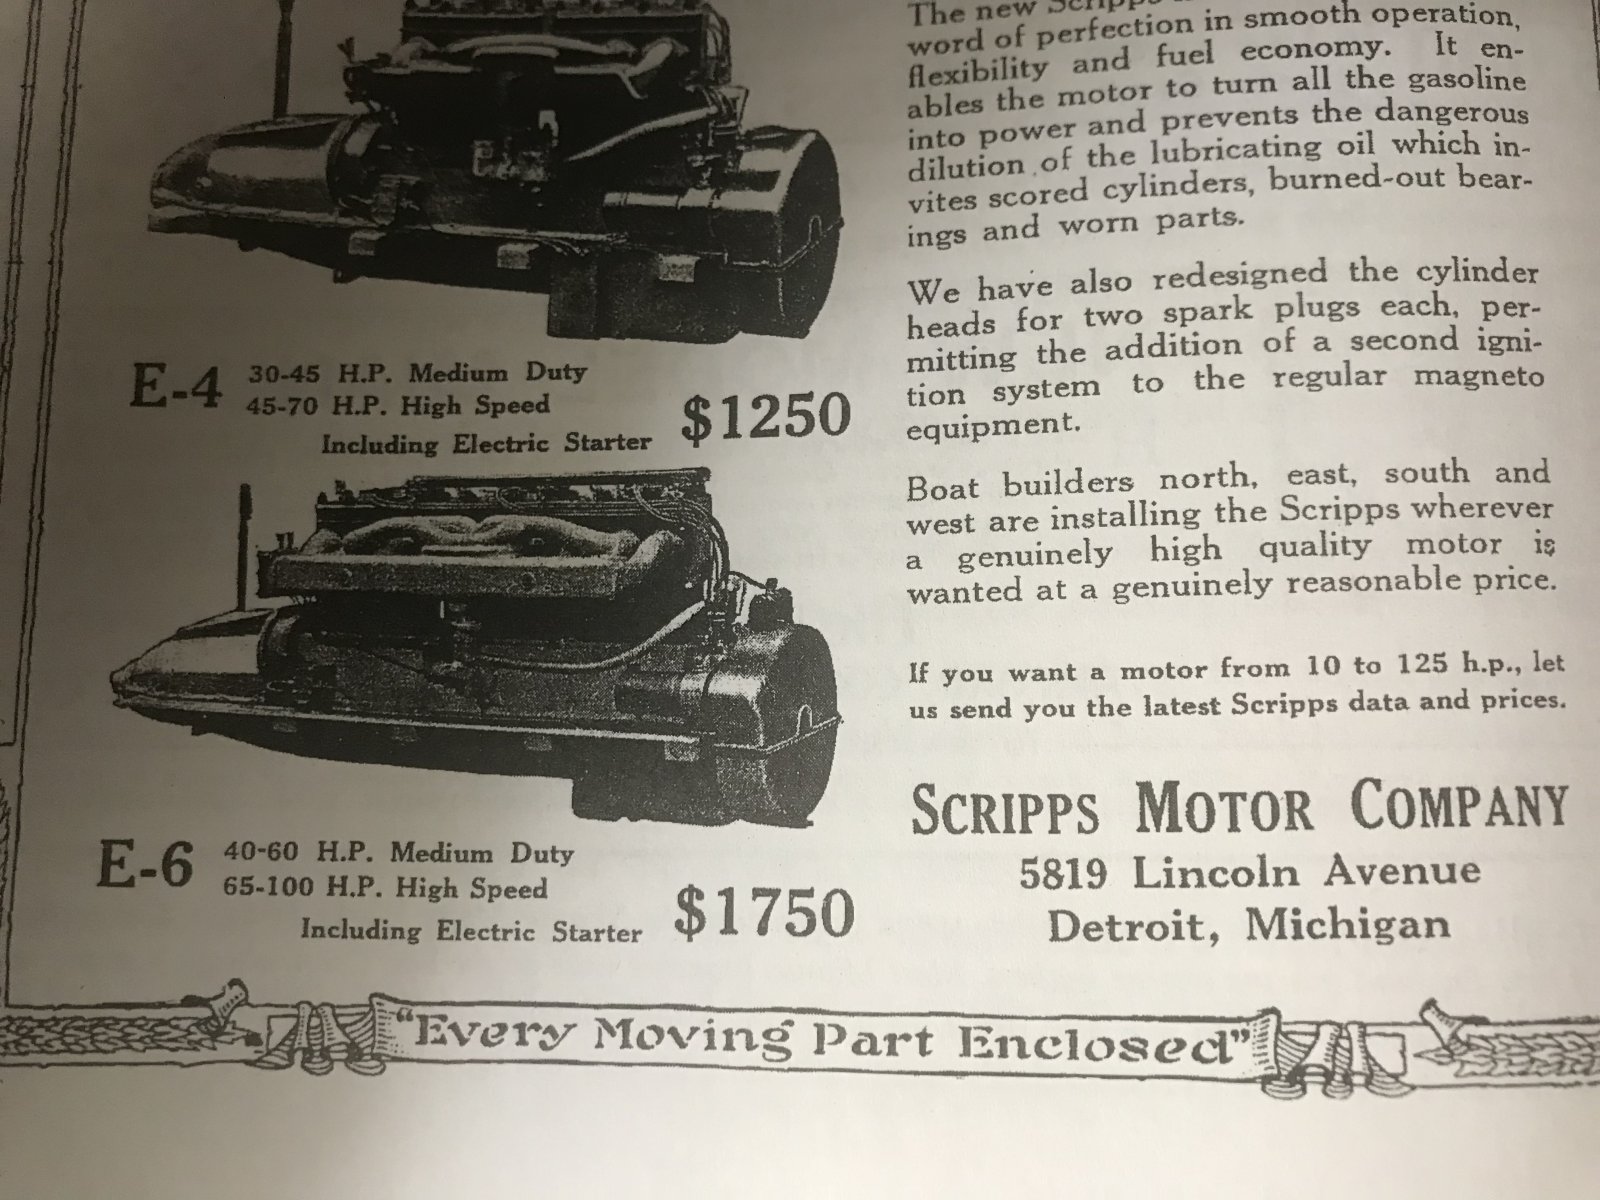 E-4
30-45 H.P. Medium Duty
45-70 H.P. High Speed
Including Electric Starter
$1250
E-6
40-60 H.P. Medium Duty
65-100 H.P. High Speed
Including Electric Starter
$1750
The new Scripps
word of perfection in smooth operation,
flexibility and fuel economy. It en-
ables the motor to turn all the gasoline
into power and prevents the dangerous
dilution of the lubricating oil which in-
vites scored cylinders, burned-out bear-
ings and worn parts.
We have also redesigned the cylinder
heads for two spark plugs each, per-
mitting the addition of a second igni-
tion system to the regular magneto
equipment.
Boat builders north, east, south and
west are installing the Scripps wherever
a genuinely high quality motor is
wanted at a genuinely reasonable price.
If you want a motor from 10 to 125 h.p., let
us send you the latest Scripps data and prices.
SCRIPPS MOTOR COMPANY
5819 Lincoln Avenue
Detroit, Michigan
"Every Moving Part Enclosed"